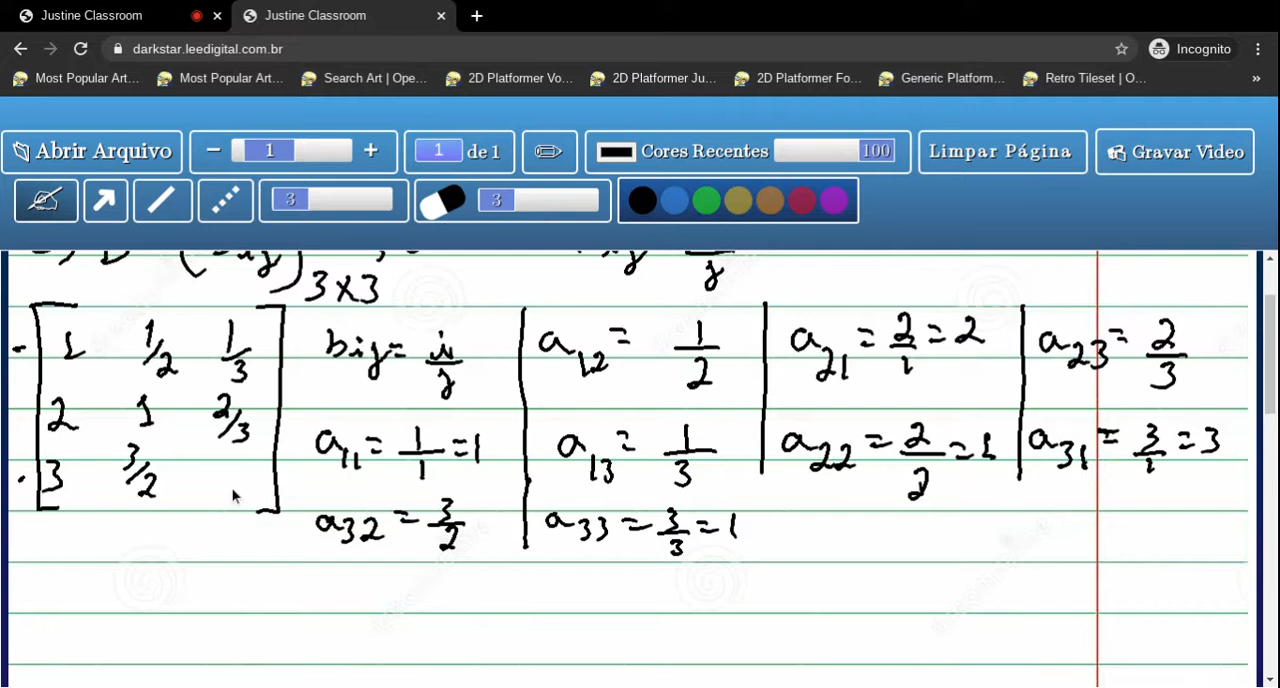 Justine Classroom
Justine Classroom
darkstar.leedigital.com.br
Incognito
Most Popular Art...
Most Popular Art...
Search Art | Ope...
2D Platformer Vo...
2D Platformer Ju...
2D Platformer Fo...
Generic Platform...
Retro Tileset | O...
Abrir Arquivo
− 1 +
1 de 1
Cores Recentes 100
Limpar Página
Gravar Video
3
3
3x3
1 1/2 1/3
2 1 2/3
3 3/2
bij = i/j
a11 = 1/1 = 1
a32 = 3/2
a12 = 1/2
a13 = 1/3
a33 = 3/3 = 1
a21 = 2/1 = 2
a22 = 2/2 = 1
a23 = 2/3
a31 = 3/1 = 3